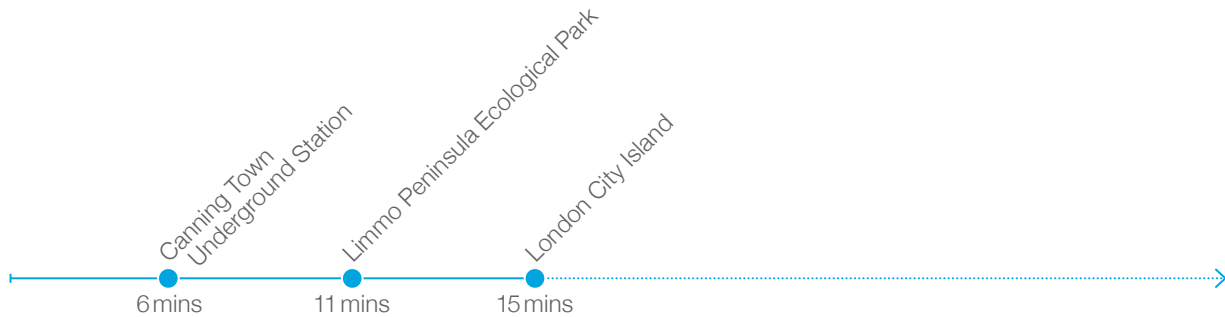 Canning Town
Underground Station
Limmo Peninsula Ecological Park
London City Island
6 mins
11 mins
15 mins